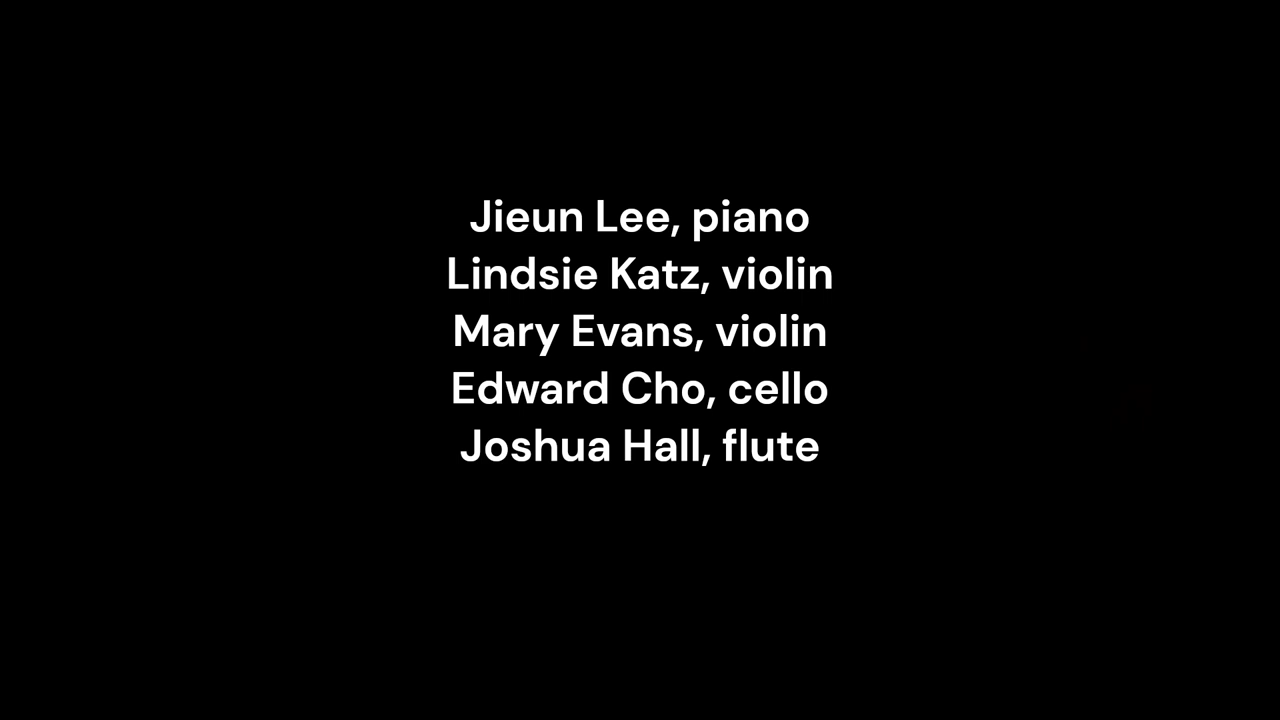 Jieun Lee, piano
Lindsie Katz, violin
Mary Evans, violin
Edward Cho, cello
Joshua Hall, flute